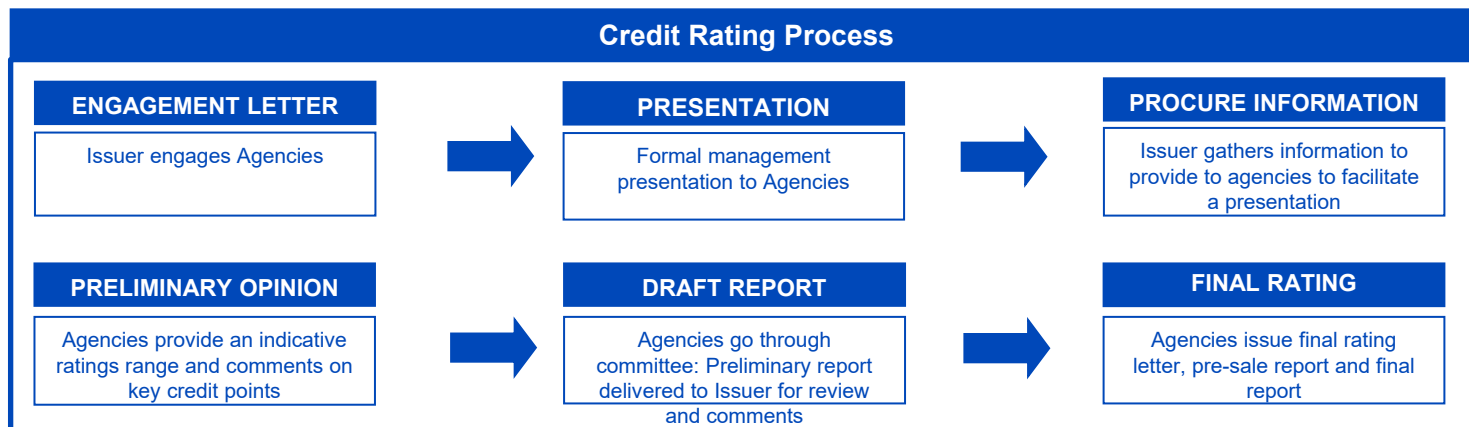 Credit Rating Process
ENGAGEMENT LETTER
Issuer engages Agencies
PRESENTATION
Formal management
presentation to Agencies
PROCURE INFORMATION
Issuer gathers information to
provide to agencies to facilitate
a presentation
PRELIMINARY OPINION
Agencies provide an indicative
ratings range and comments on
key credit points
DRAFT REPORT
Agencies go through
committee: Preliminary report
delivered to Issuer for review
and comments
FINAL RATING
Agencies issue final rating
letter, pre-sale report and final
report